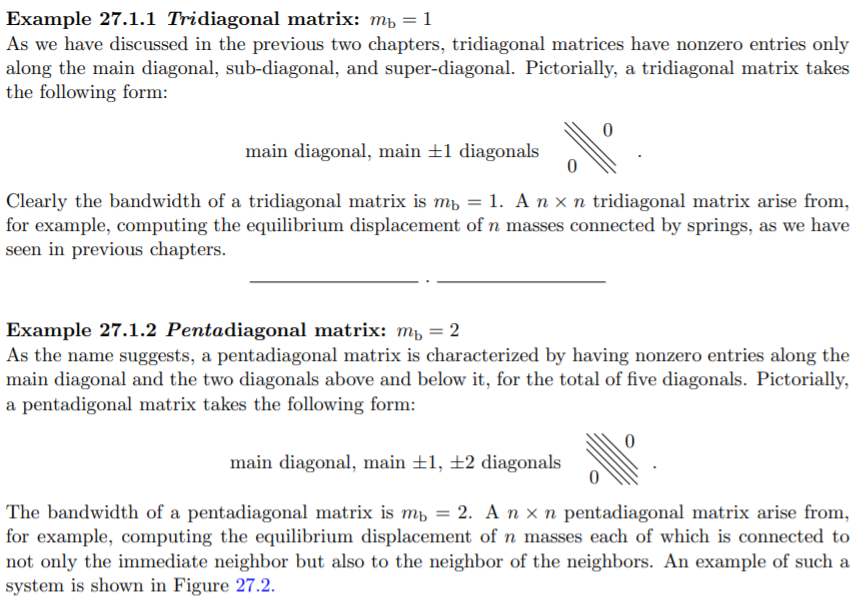 Example 27.1.1 Tridiagonal matrix: m_b = 1
As we have discussed in the previous two chapters, tridiagonal matrices have nonzero entries only
along the main diagonal, sub-diagonal, and super-diagonal. Pictorially, a tridiagonal matrix takes
the following form:
0
main diagonal, main ±1 diagonals
0
.
Clearly the bandwidth of a tridiagonal matrix is m_b = 1. A n × n tridiagonal matrix arise from,
for example, computing the equilibrium displacement of n masses connected by springs, as we have
seen in previous chapters.
.
Example 27.1.2 Pentadiagonal matrix: m_b = 2
As the name suggests, a pentadiagonal matrix is characterized by having nonzero entries along the
main diagonal and the two diagonals above and below it, for the total of five diagonals. Pictorially,
a pentadigonal matrix takes the following form:
0
main diagonal, main ±1, ±2 diagonals
0
.
The bandwidth of a pentadiagonal matrix is m_b = 2. A n × n pentadiagonal matrix arise from,
for example, computing the equilibrium displacement of n masses each of which is connected to
not only the immediate neighbor but also to the neighbor of the neighbors. An example of such a
system is shown in Figure 27.2.